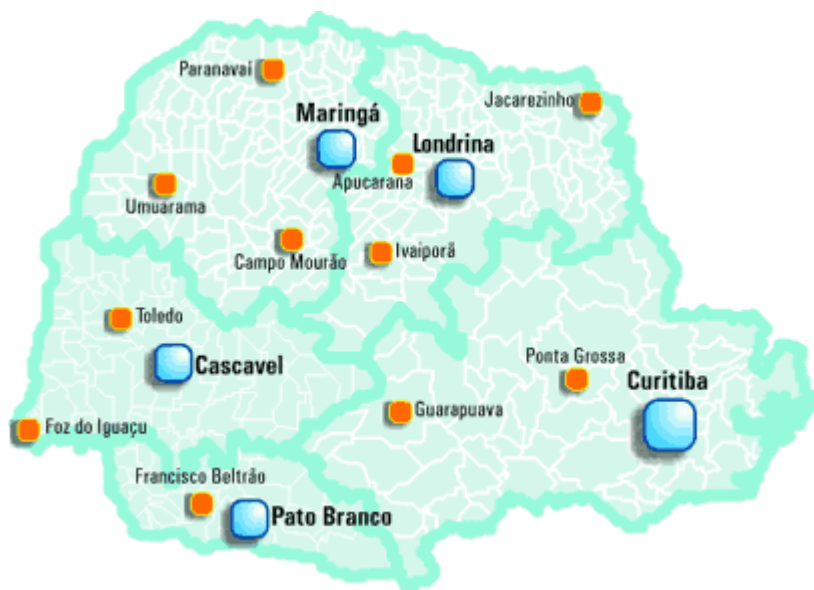 Paranavai
Jacarezinho
Maringá
Londrina
Apucarana
Umuarama
Ivaiporã
Campo Mourão
Toledo
Cascavel
Ponta Grossa
Curitiba
Guarapuava
Foz do Iguaçu
Francisco Beltrão
Pato Branco